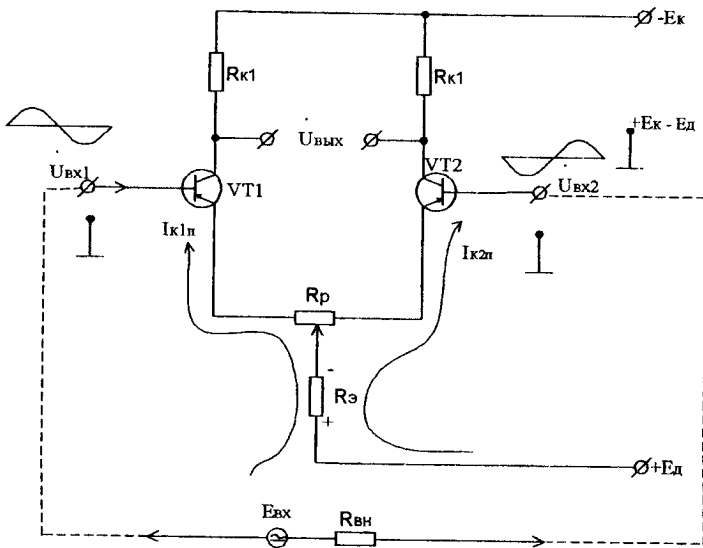 -Eк
Rк1
Rк1
Uвых
+Eк - Eд
Uвх1
VT1
VT2
Uвх2
Iк1п
Iк2п
Rр
-
Rэ
+
+Eд
Eвх
Rвн